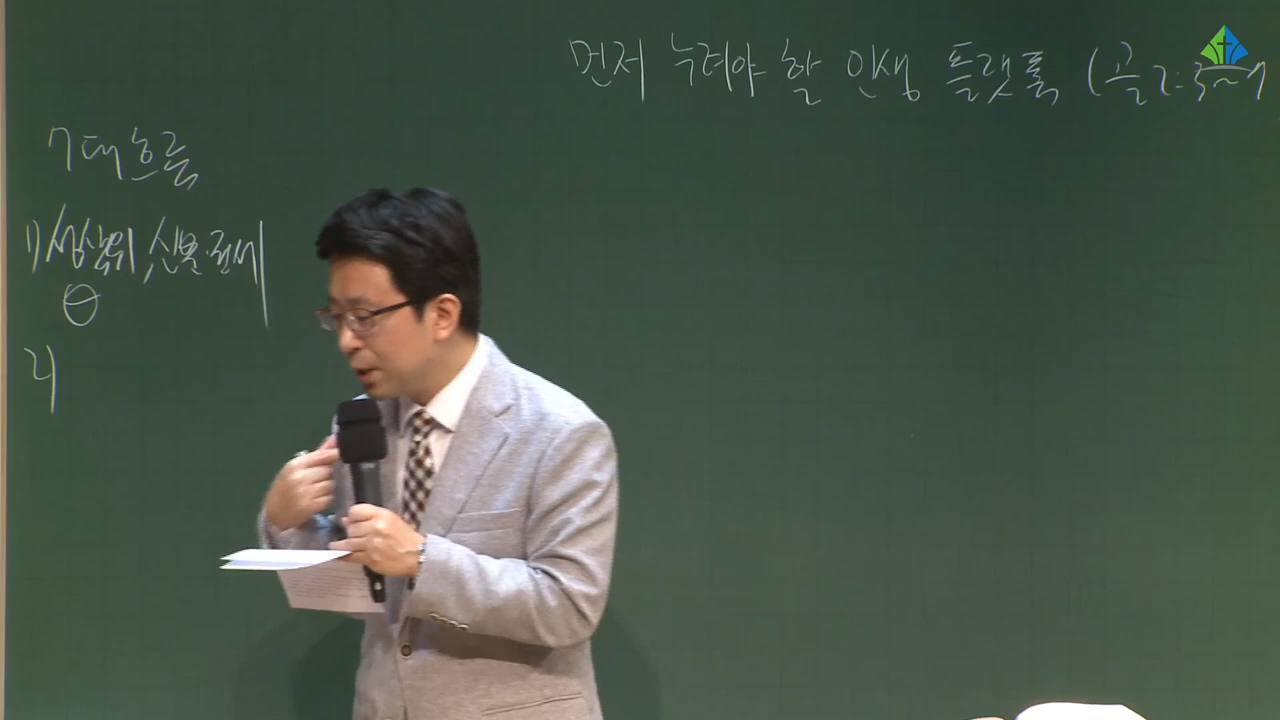 먼저 누려야 할 인생 플랫폼 (골 2:3~7
7대 흐름
1) 성삼위, 신분·권세
2)